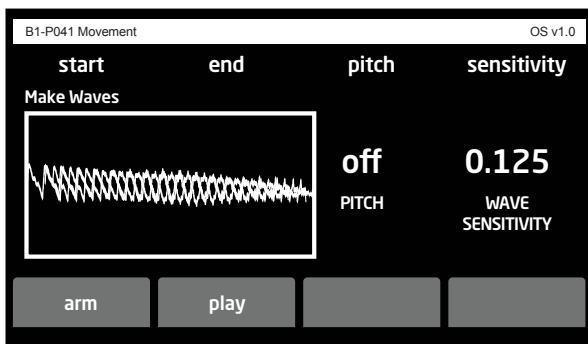 B1-P041 Movement OS v1.0
start end pitch sensitivity
Make Waves
off 0.125
PITCH WAVE
SENSITIVITY
arm play